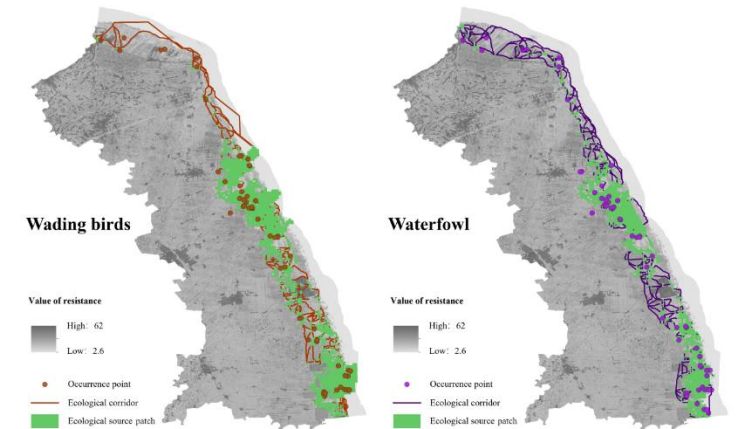 Wading birds
Value of resistance
High: 62
Low: 2.6
Occurrence point
Ecological corridor
Ecological source patch
Waterfowl
Value of resistance
High: 62
Low: 2.6
Occurrence point
Ecological corridor
Ecological source patch